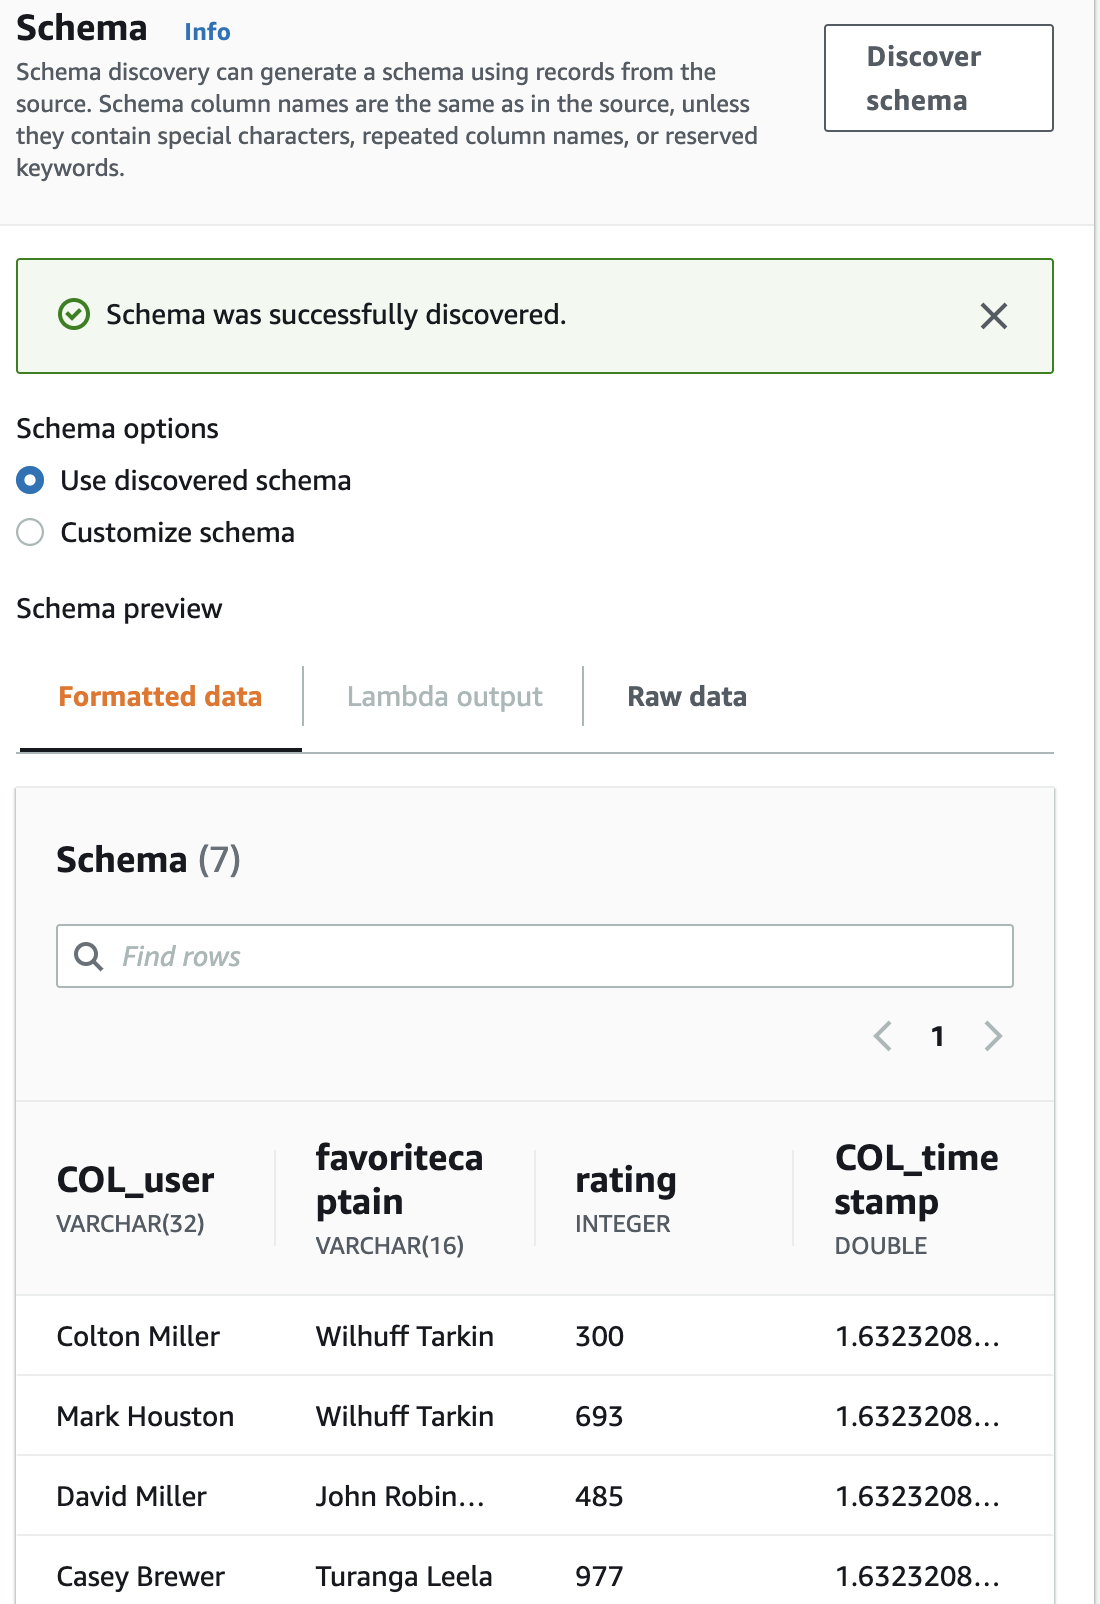 Schema Info
Discover
schema
Schema discovery can generate a schema using records from the
source. Schema column names are the same as in the source, unless
they contain special characters, repeated column names, or reserved
keywords.
Schema was successfully discovered.
Schema options
Use discovered schema
Customize schema
Schema preview
Formatted data Lambda output Raw data
Schema (7)
Find rows
1
COL_user
VARCHAR(32)
favoriteca
ptain
VARCHAR(16)
rating
INTEGER
COL_time
stamp
DOUBLE
Colton Miller Wilhuff Tarkin 300 1.6323208...
Mark Houston Wilhuff Tarkin 693 1.6323208...
David Miller John Robin... 485 1.6323208...
Casey Brewer Turanga Leela 977 1.6323208...